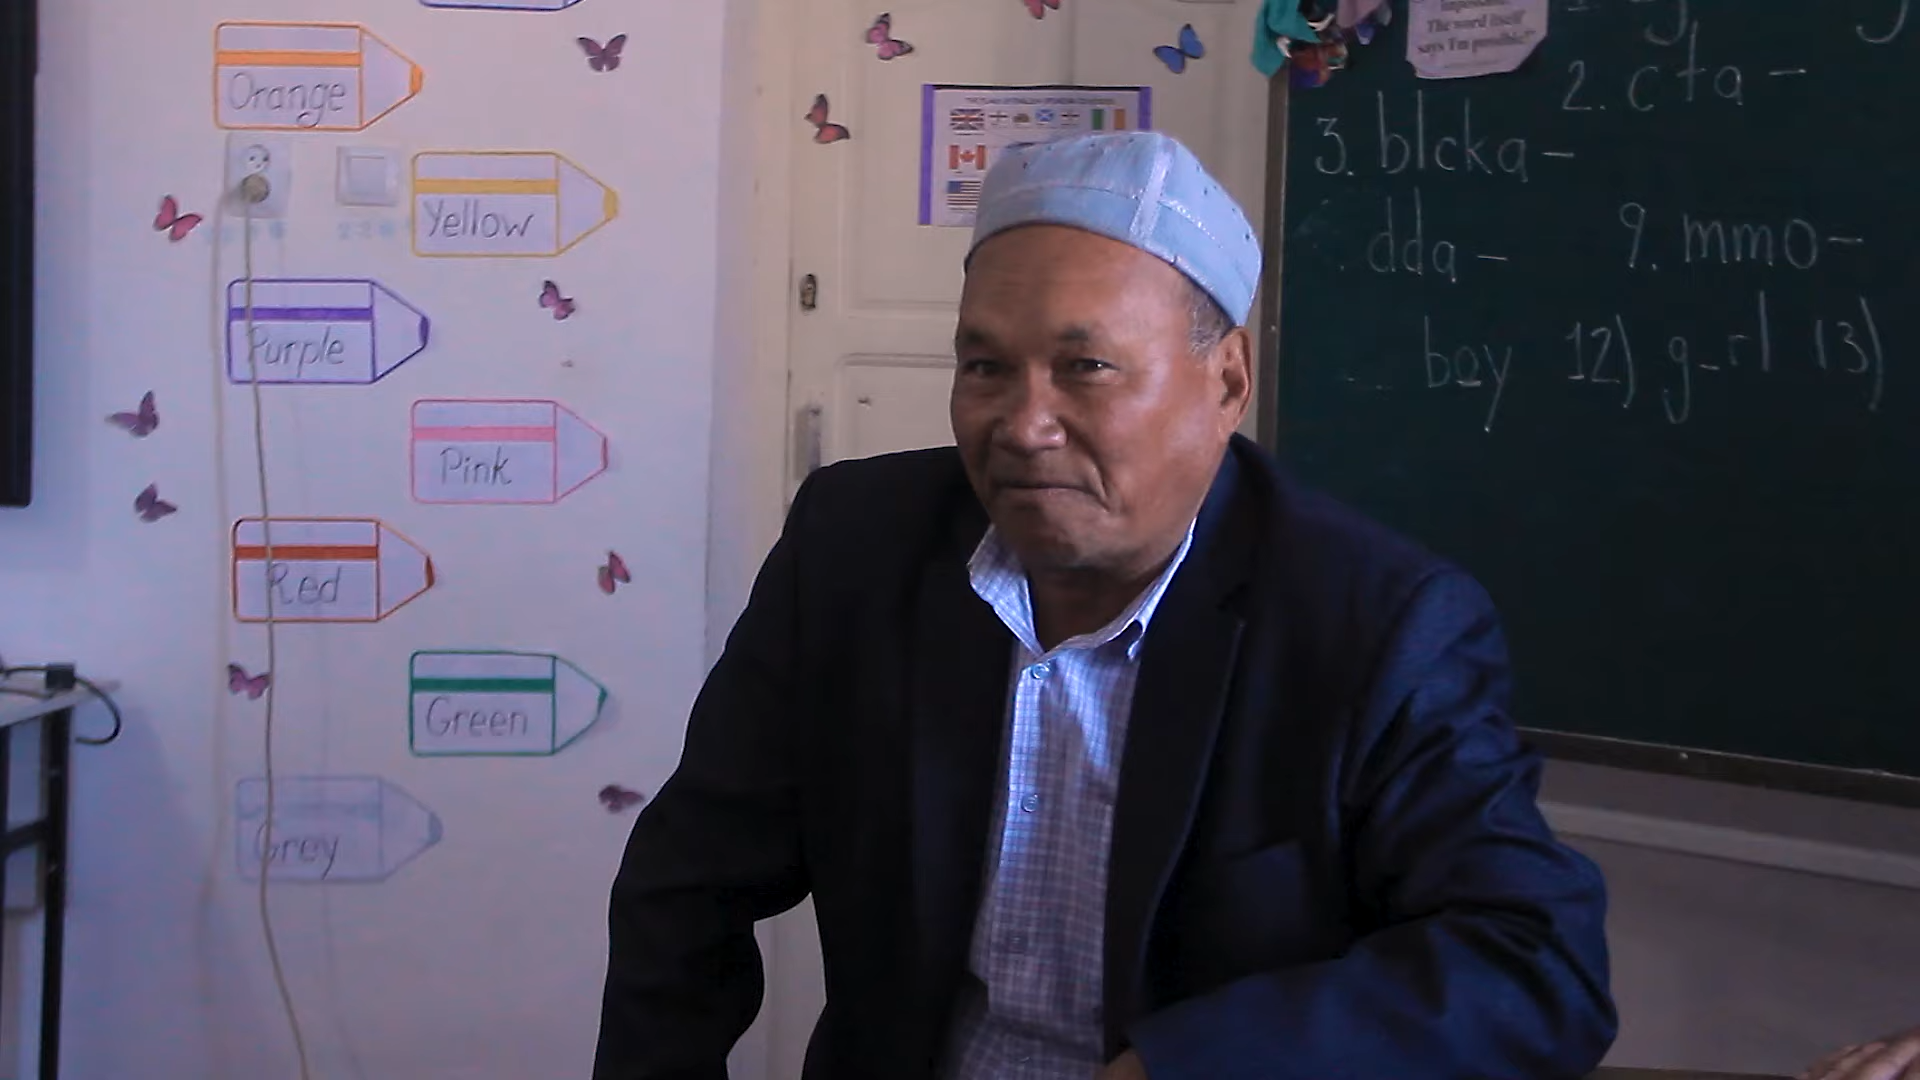 Orange
Yellow
Purple
Pink
Red
Green
Grey
The word itself
says I'm possible!"
2. cta -
3. blcka -
dda -
9. mmo -
boy 12) g_rl 13)